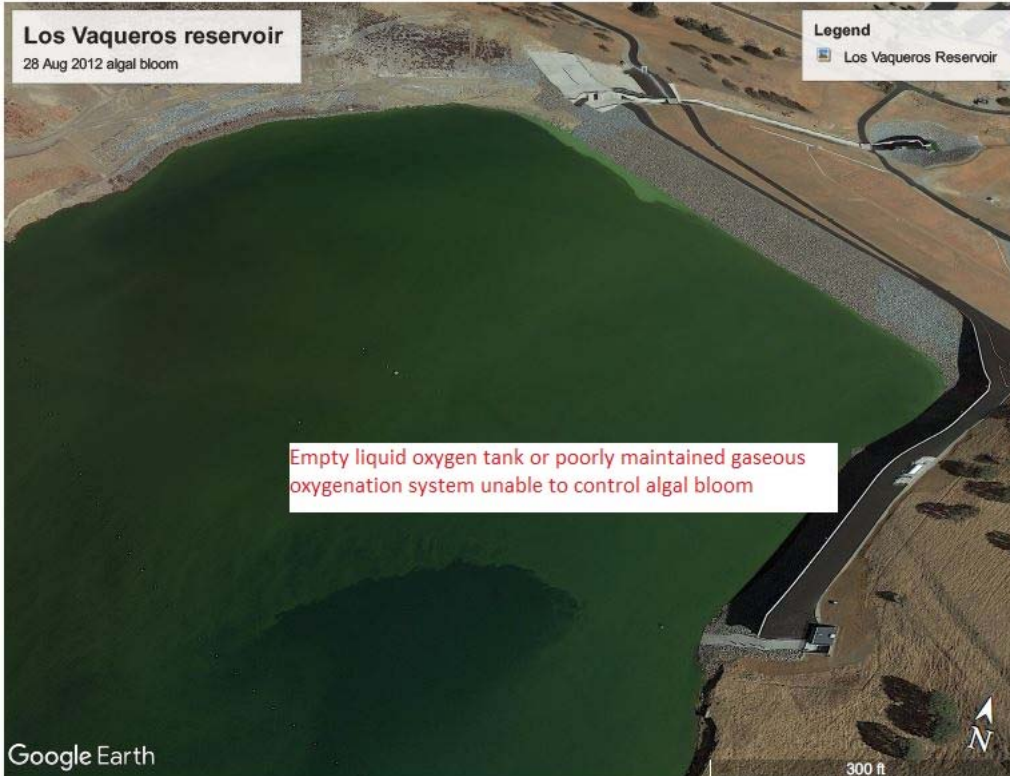 Los Vaqueros reservoir
28 Aug 2012 algal bloom
Legend
Los Vaqueros Reservoir
Empty liquid oxygen tank or poorly maintained gaseous
oxygenation system unable to control algal bloom
Google Earth
300 ft
N